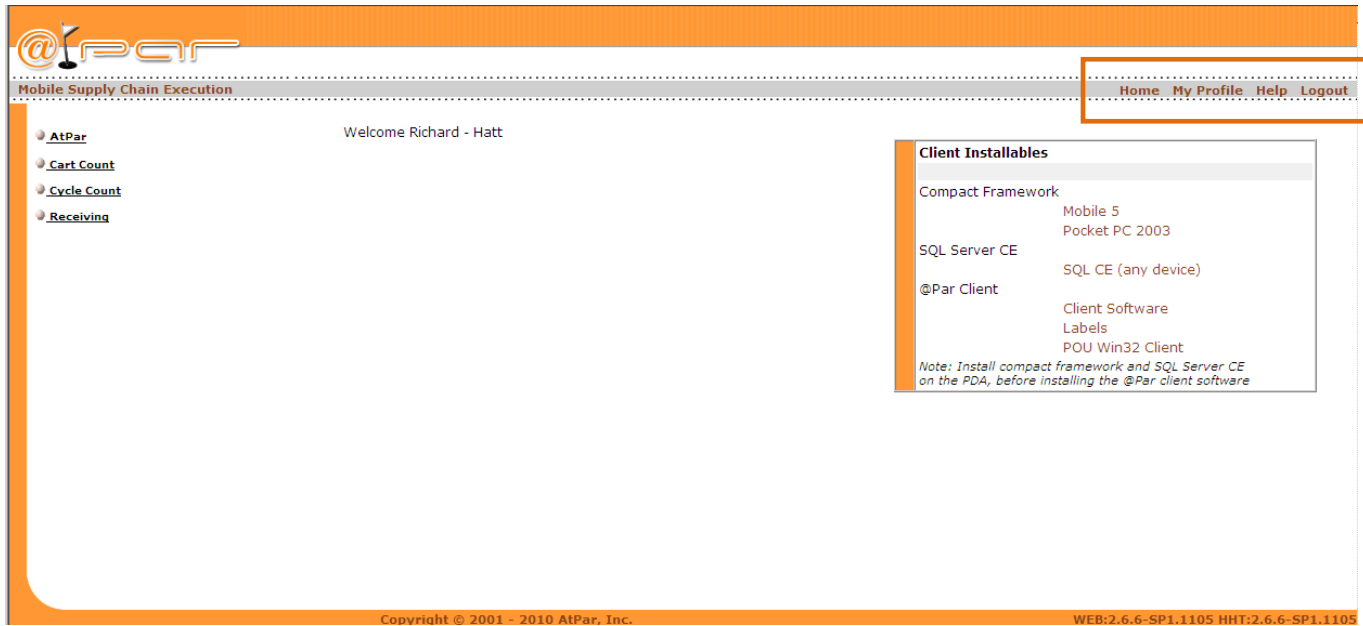 @par
Mobile Supply Chain Execution
Home My Profile Help Logout
AtPar
Cart Count
Cycle Count
Receiving
Welcome Richard - Hatt
Client Installables
Compact Framework
Mobile 5
Pocket PC 2003
SQL Server CE
SQL CE (any device)
@Par Client
Client Software
Labels
POU Win32 Client
Note: Install compact framework and SQL Server CE
on the PDA, before installing the @Par client software
Copyright © 2001 - 2010 AtPar, Inc.
WEB:2.6.6-SP1.1105 HHT:2.6.6-SP1.1105